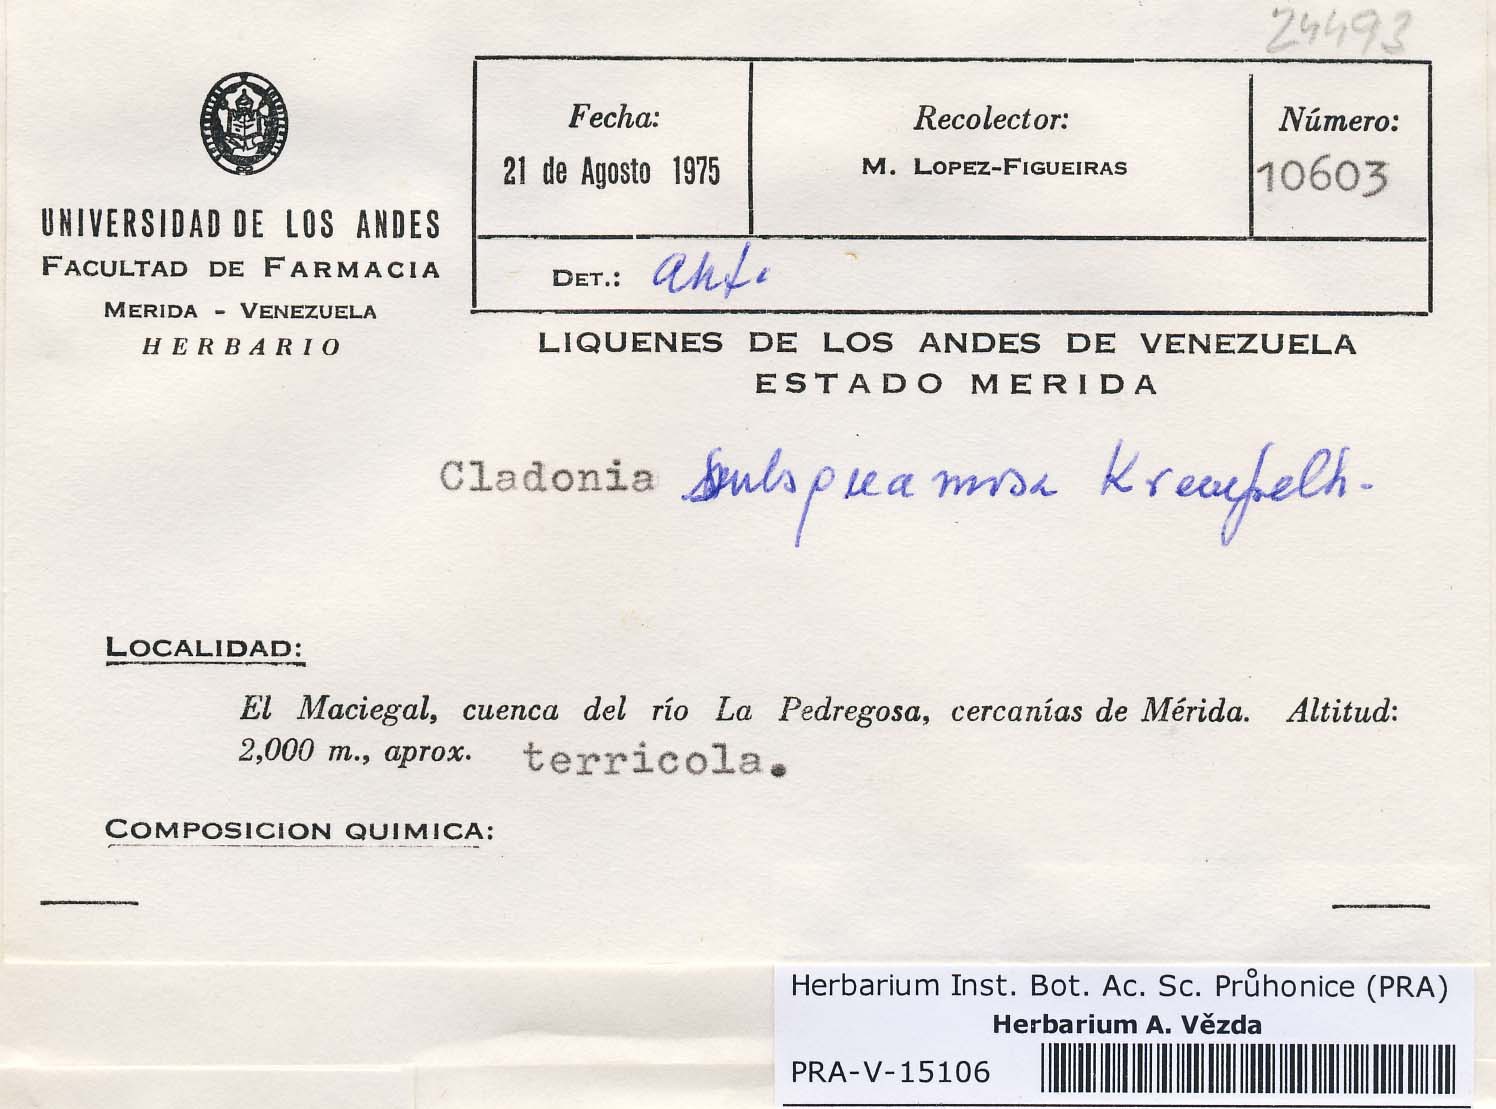 24493
Fecha:
21 de Agosto 1975
Recolector:
M. LOPEZ-FIGUEIRAS
Número:
10603
DET.: Ahti
UNIVERSIDAD DE LOS ANDES
FACULTAD DE FARMACIA
MERIDA - VENEZUELA
HERBARIO
LIQUENES DE LOS ANDES DE VENEZUELA
ESTADO MERIDA
Cladonia subsquamosa Krempelh.
LOCALIDAD:
El Maciegal, cuenca del río La Pedregosa, cercanías de Mérida. Altitud:
2,000 m., aprox. terricola.
COMPOSICION QUIMICA:
Herbarium Inst. Bot. Ac. Sc. Průhonice (PRA)
Herbarium A. Vězda
PRA-V-15106